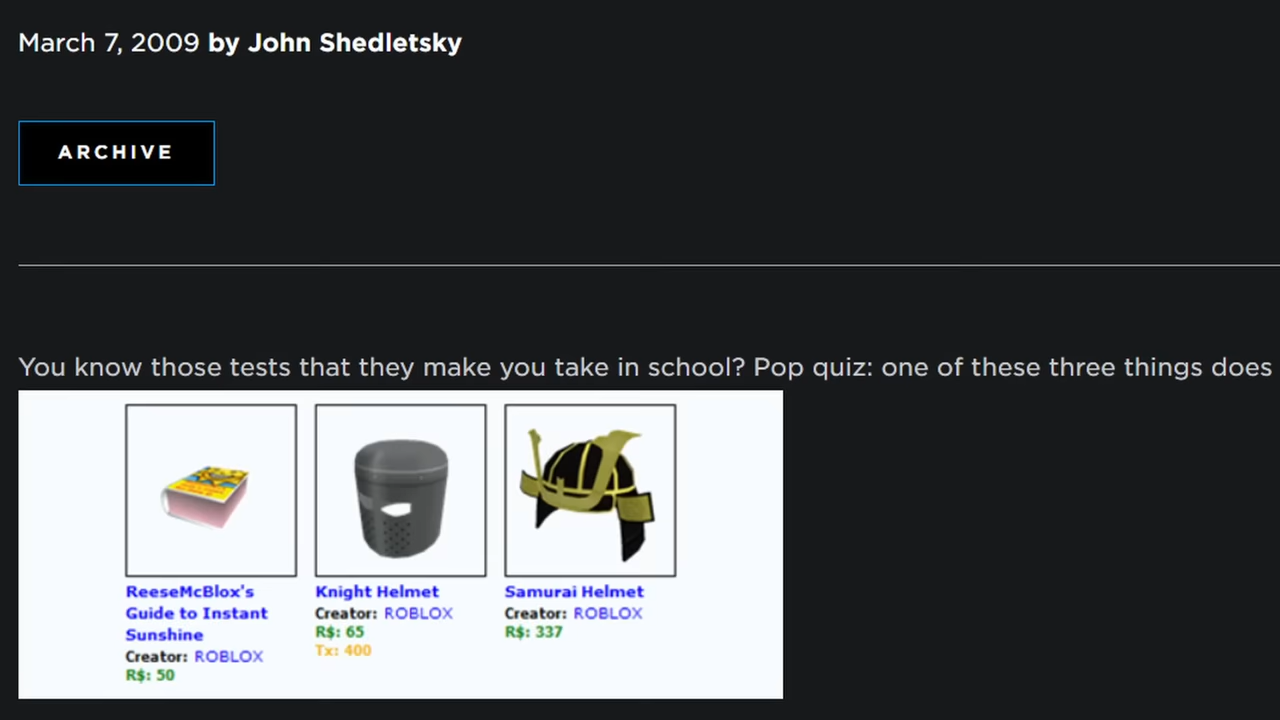 March 7, 2009 by John Shedletsky
ARCHIVE
You know those tests that they make you take in school? Pop quiz: one of these three things does
ReeseMcBlox's
Guide to Instant
Sunshine
Creator: ROBLOX
R$: 50
Knight Helmet
Creator: ROBLOX
R$: 65
Tx: 400
Samurai Helmet
Creator: ROBLOX
R$: 337